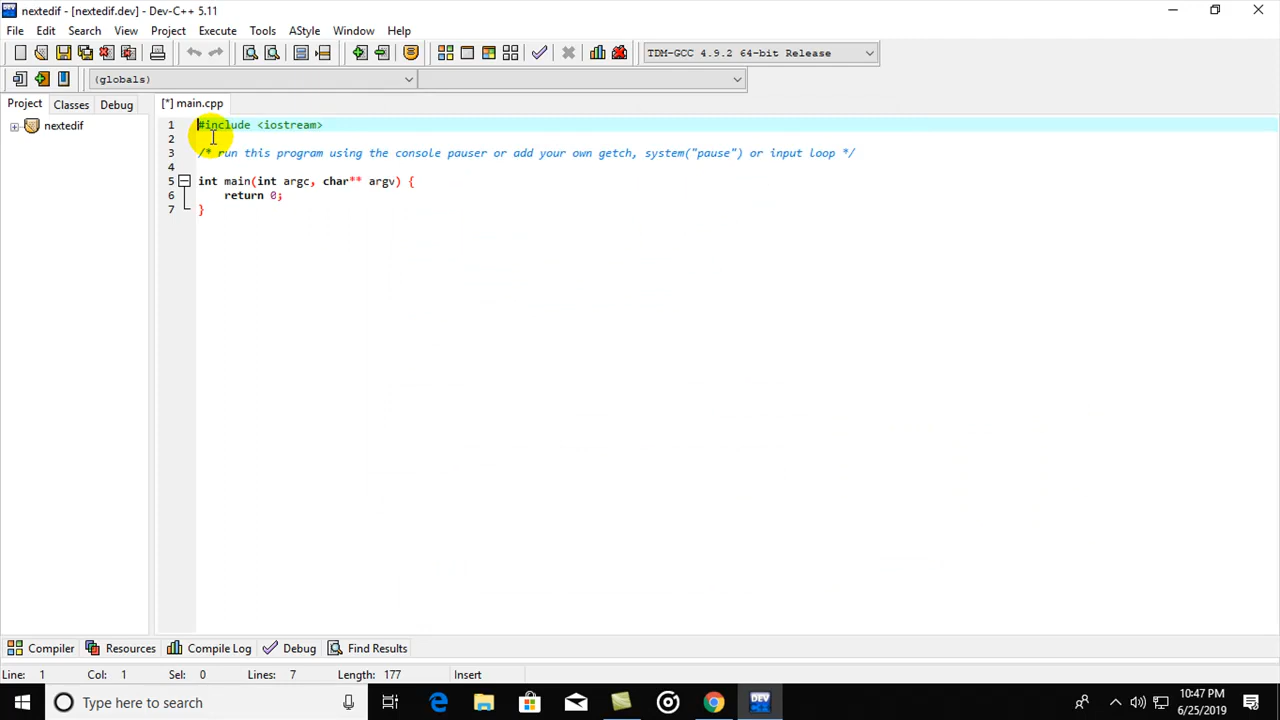 nextedif - [nextedif.dev] - Dev-C++ 5.11
File Edit Search View Project Execute Tools AStyle Window Help
TDM-GCC 4.9.2 64-bit Release
(globals)
Project Classes Debug [*] main.cpp
nextedif
1 #include <iostream>
2
3 /* run this program using the console pauser or add your own getch, system("pause") or input loop */
4
5 int main(int argc, char** argv) {
6 return 0;
7 }
Compiler Resources Compile Log Debug Find Results
Line: 1 Col: 1 Sel: 0 Lines: 7 Length: 177 Insert
Type here to search
DEV
10:47 PM
6/25/2019